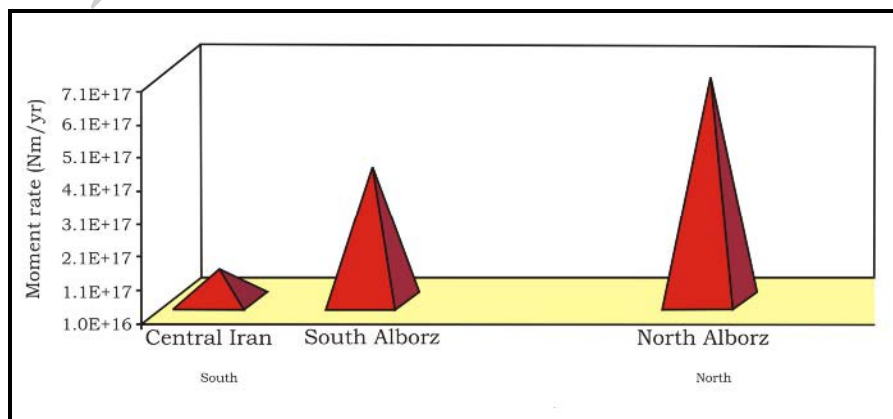 Moment rate (Nm/yr)
7.1E+17
6.1E+17
5.1E+17
4.1E+17
3.1E+17
2.1E+17
1.1E+17
1.0E+16
Central Iran South Alborz North Alborz
South North